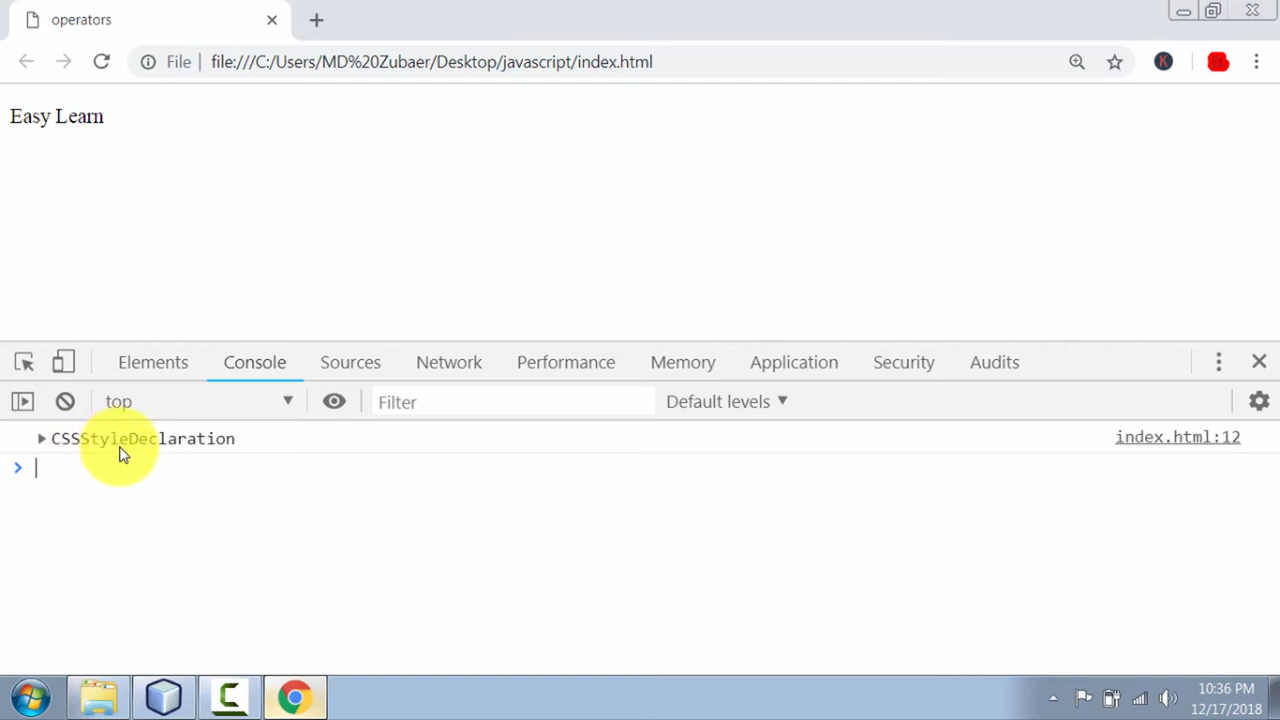 operators
File file:///C:/Users/MD%20Zubaer/Desktop/javascript/index.html
K
Easy Learn
Elements Console Sources Network Performance Memory Application Security Audits
top Filter Default levels
CSSStyleDeclaration index.html:12
10:36 PM
12/17/2018